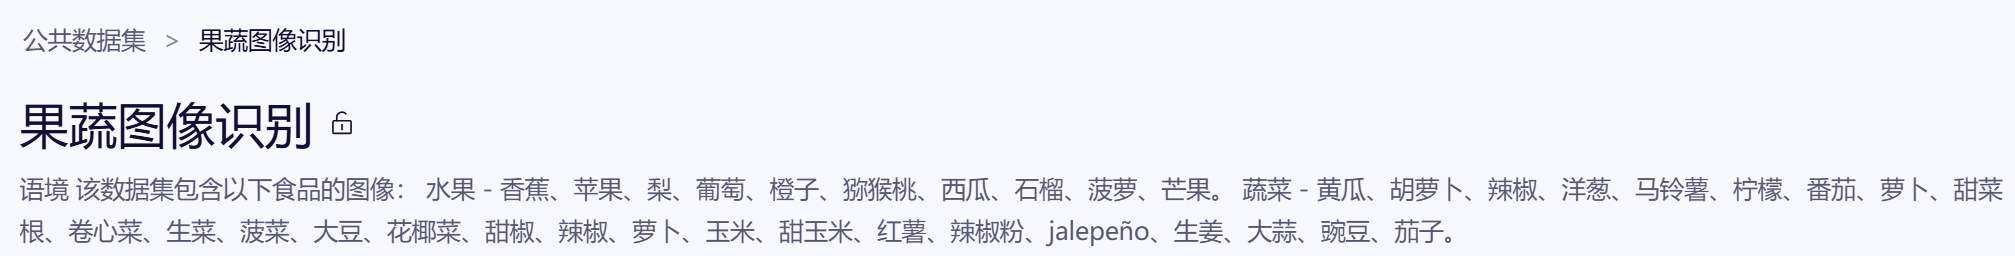 公共数据集 > 果蔬图像识别
果蔬图像识别
语境 该数据集包含以下食品的图像： 水果 - 香蕉、苹果、梨、葡萄、橙子、猕猴桃、西瓜、石榴、菠萝、芒果。 蔬菜 - 黄瓜、胡萝卜、辣椒、洋葱、马铃薯、柠檬、番茄、萝卜、甜菜
根、卷心菜、生菜、菠菜、大豆、花椰菜、甜椒、辣椒、萝卜、玉米、甜玉米、红薯、辣椒粉、jalepeño、生姜、大蒜、豌豆、茄子。